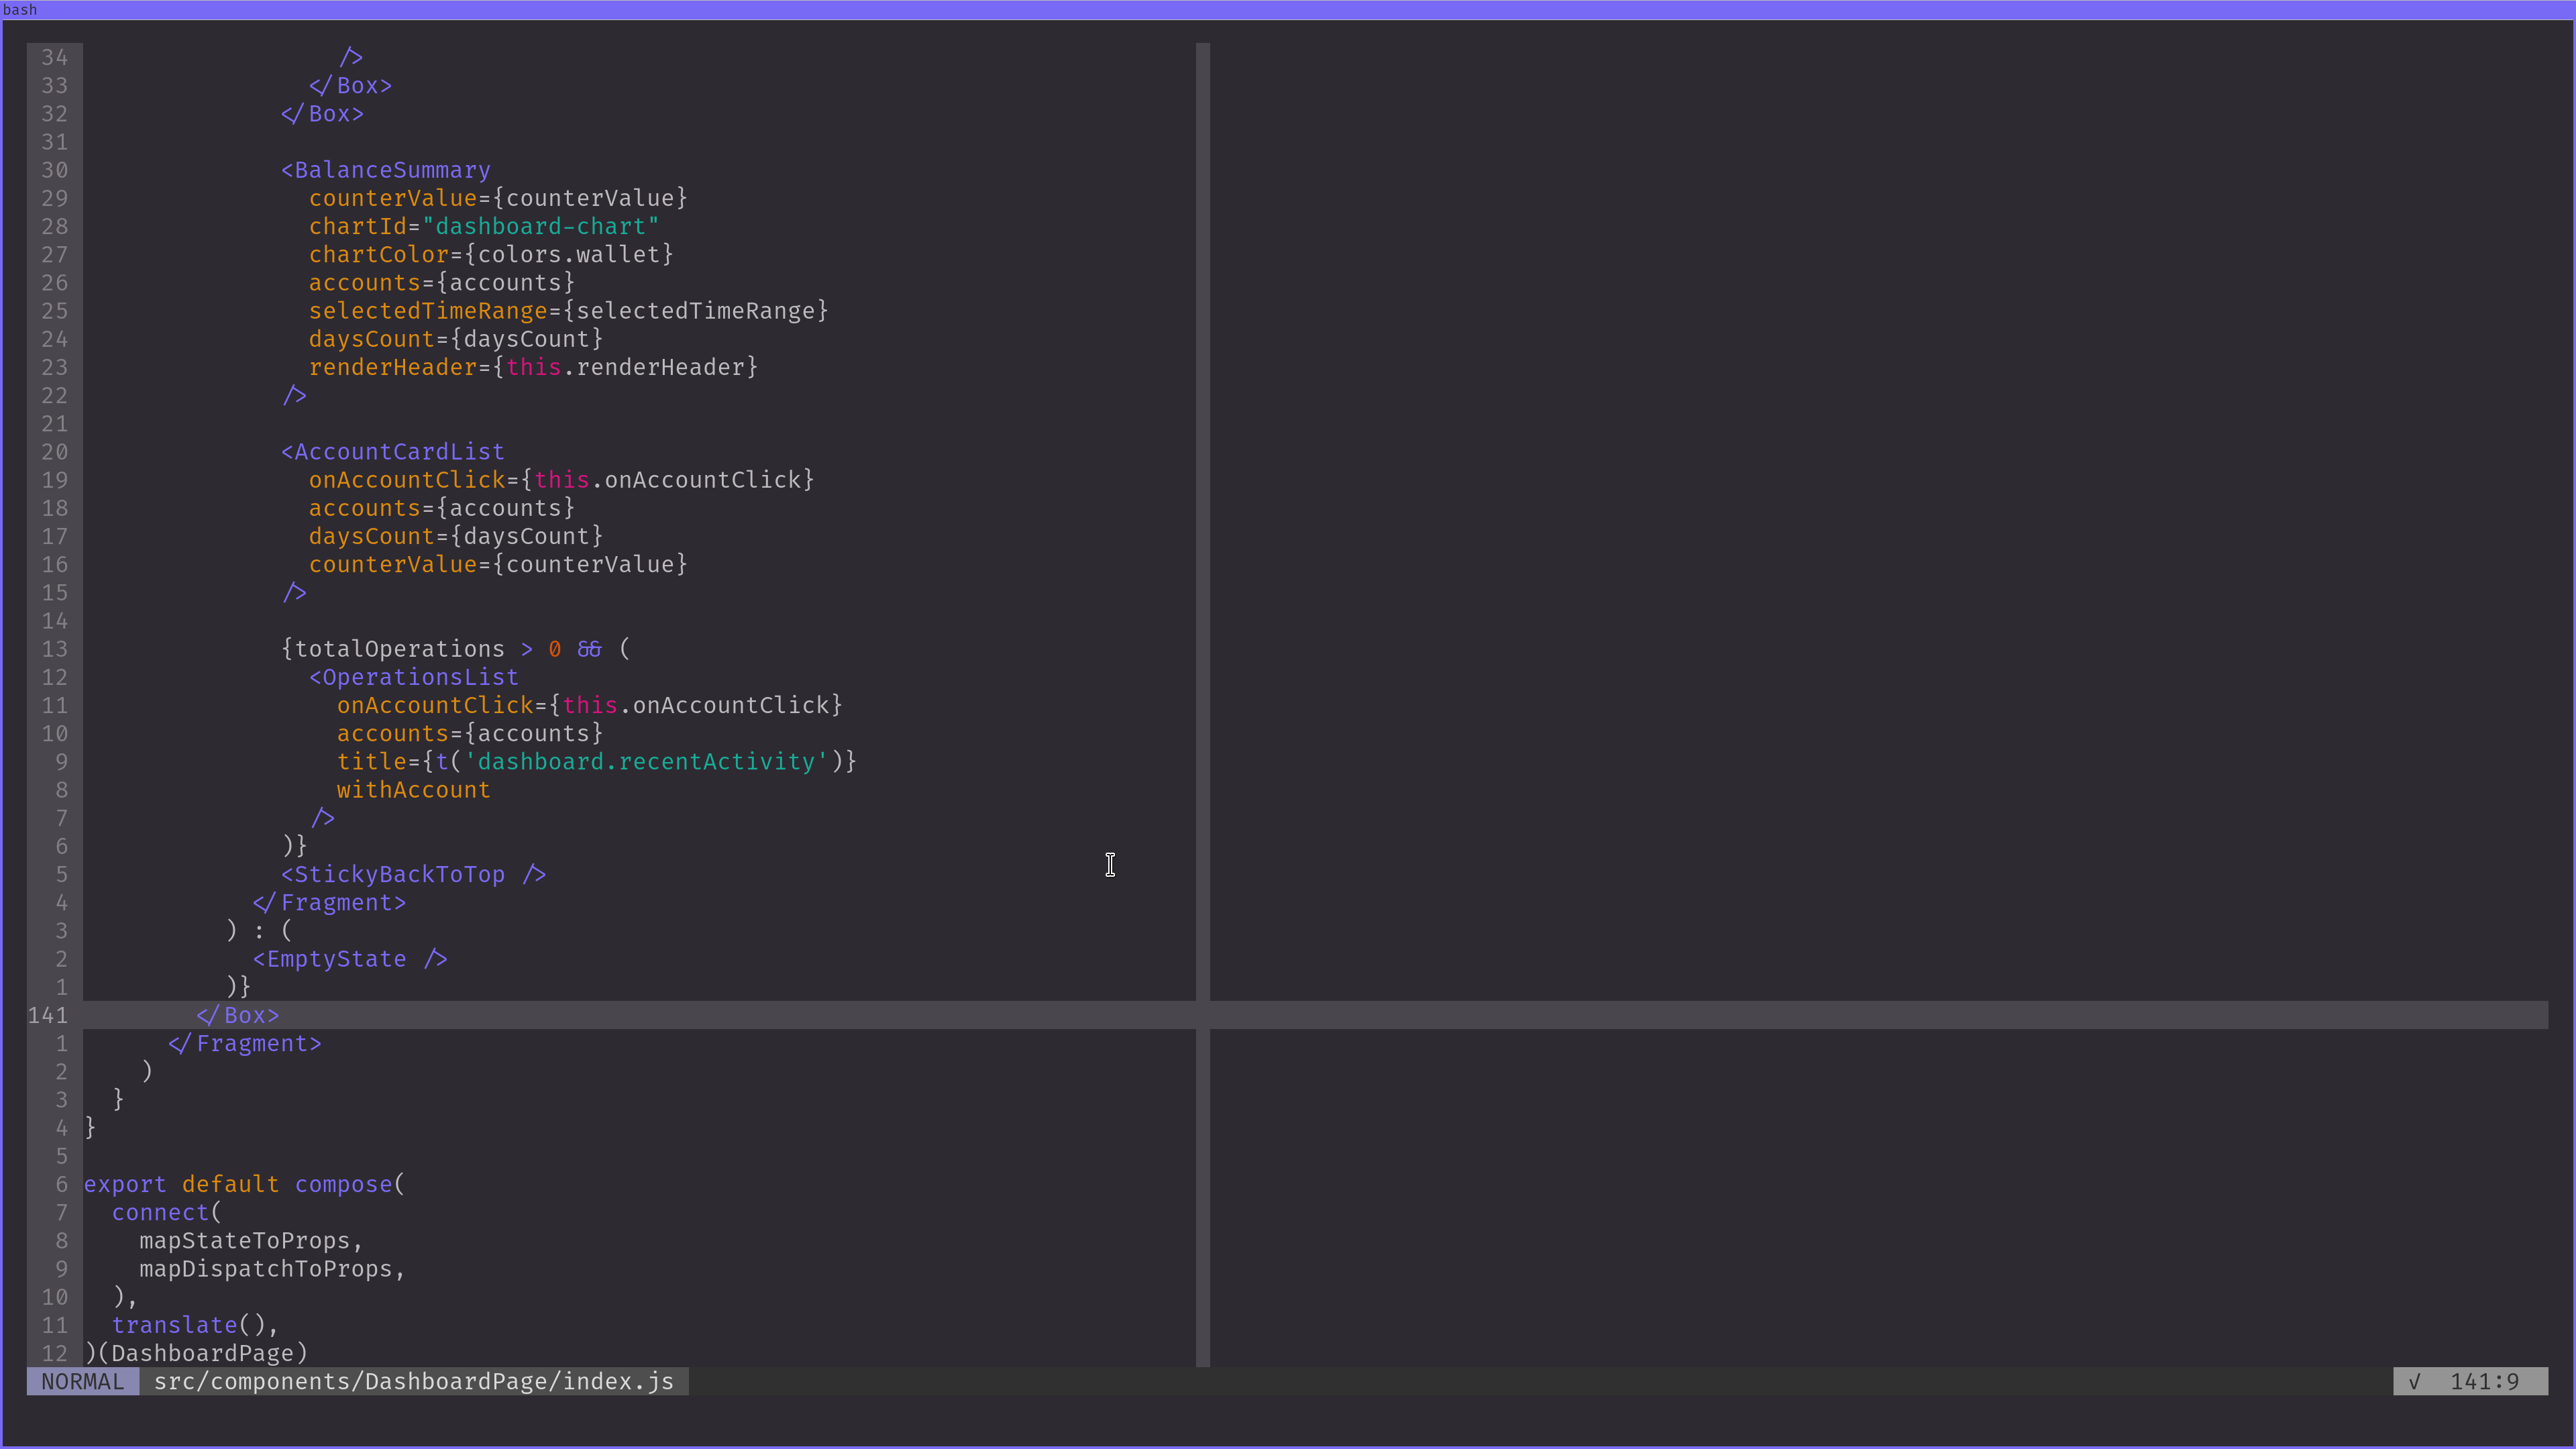 bash
34                   />
33                 </Box>
32               </Box>
31
30               <BalanceSummary
29                 counterValue={counterValue}
28                 chartId="dashboard-chart"
27                 chartColor={colors.wallet}
26                 accounts={accounts}
25                 selectedTimeRange={selectedTimeRange}
24                 daysCount={daysCount}
23                 renderHeader={this.renderHeader}
22               />
21
20               <AccountCardList
19                 onAccountClick={this.onAccountClick}
18                 accounts={accounts}
17                 daysCount={daysCount}
16                 counterValue={counterValue}
15               />
14
13               {totalOperations > 0 && (
12                 <OperationsList
11                   onAccountClick={this.onAccountClick}
10                   accounts={accounts}
9                   title={t('dashboard.recentActivity')}
8                   withAccount
7                 />
6               )}
5               <StickyBackToTop />
4             </Fragment>
3           ) : (
2             <EmptyState />
1           )}
141         </Box>
1       </Fragment>
2     )
3   }
4 }
5
6 export default compose(
7   connect(
8     mapStateToProps,
9     mapDispatchToProps,
10   ),
11   translate(),
12 )(DashboardPage)
NORMAL src/components/DashboardPage/index.js √ 141:9